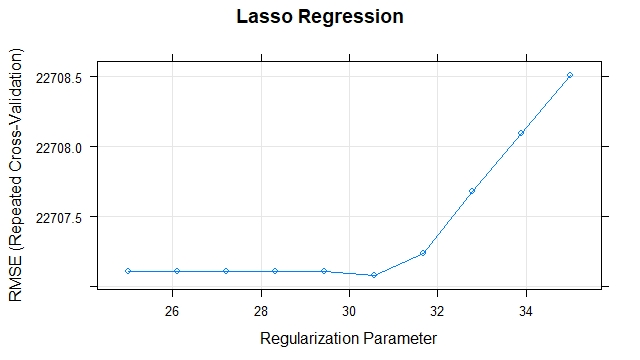 Lasso Regression
RMSE (Repeated Cross-Validation)
22708.5
22708.0
22707.5
26 28 30 32 34
Regularization Parameter